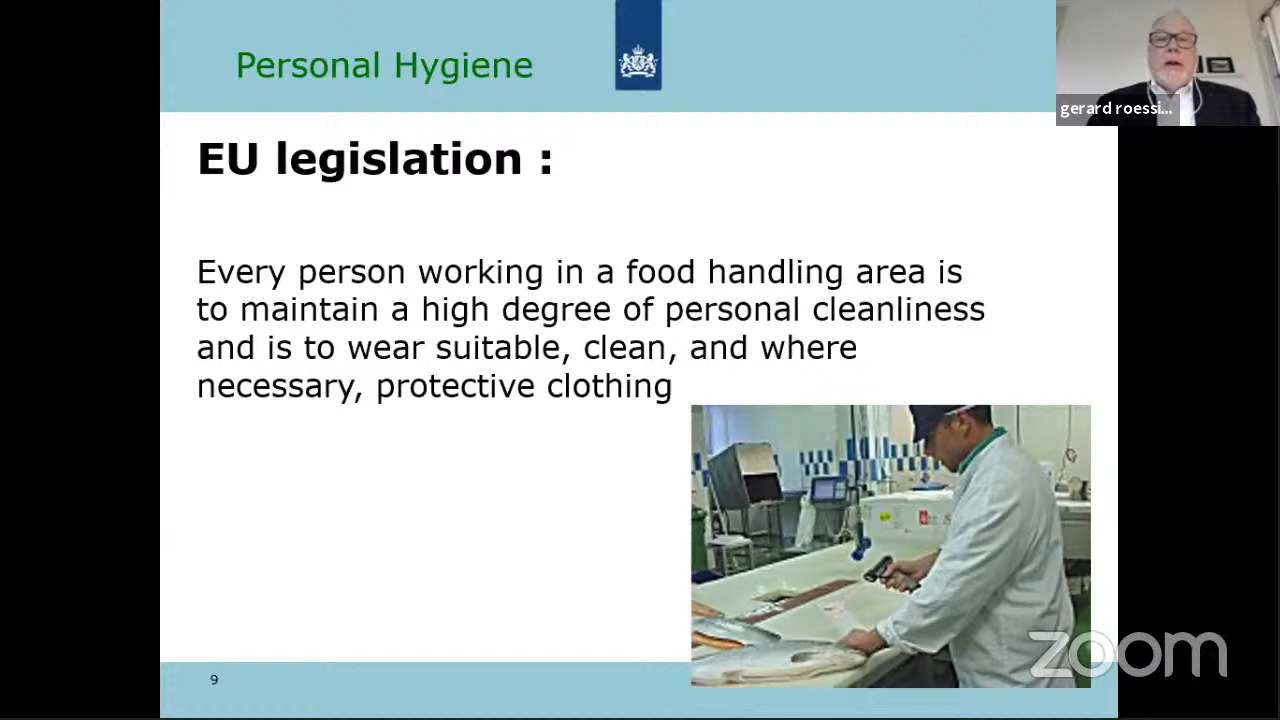 Personal Hygiene
gerard roessi...
EU legislation :
Every person working in a food handling area is
to maintain a high degree of personal cleanliness
and is to wear suitable, clean, and where
necessary, protective clothing
zoom
9